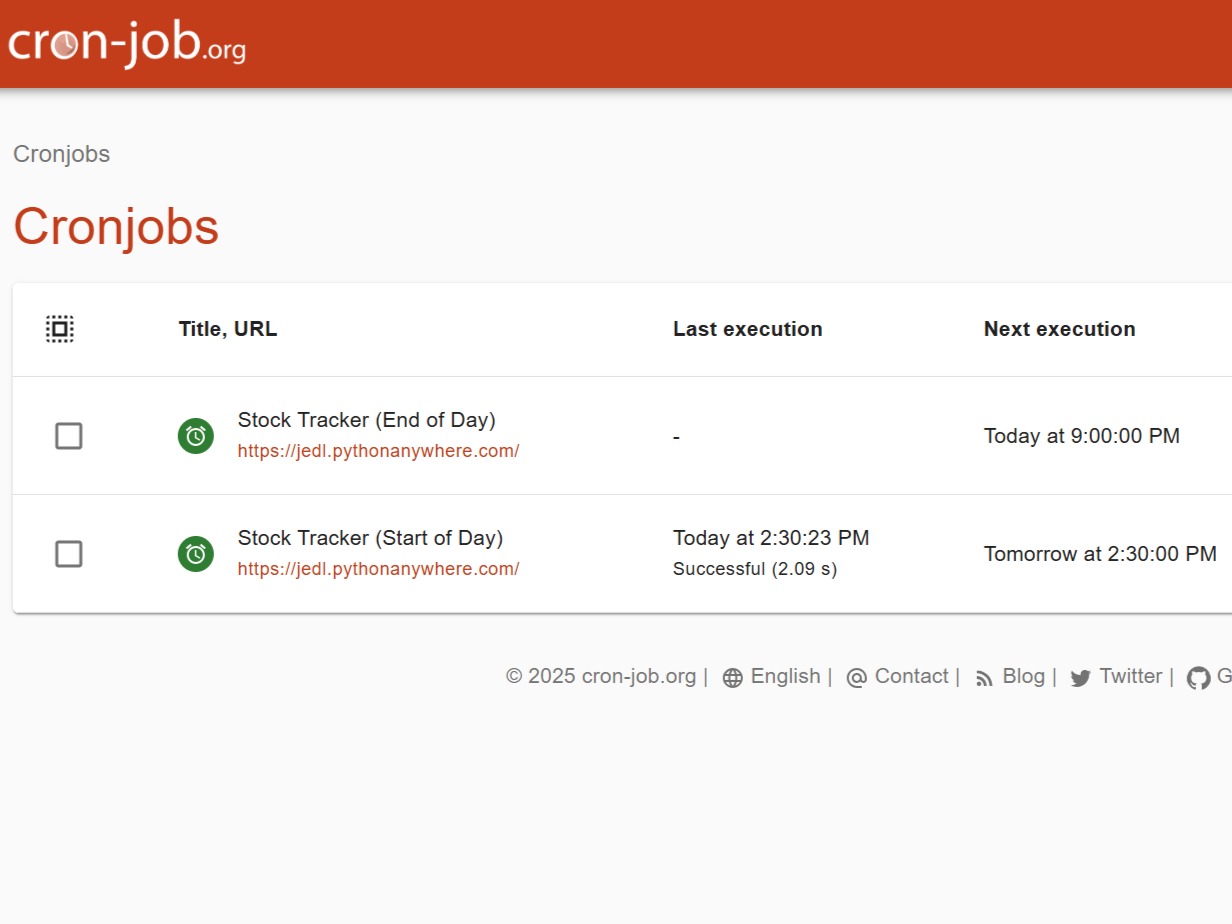 cron-job.org
Cronjobs
Cronjobs
Title, URL Last execution Next execution
Stock Tracker (End of Day)
https://jedl.pythonanywhere.com/
- Today at 9:00:00 PM
Stock Tracker (Start of Day)
https://jedl.pythonanywhere.com/
Today at 2:30:23 PM
Successful (2.09 s)
Tomorrow at 2:30:00 PM
© 2025 cron-job.org | English | Contact | Blog | Twitter | G